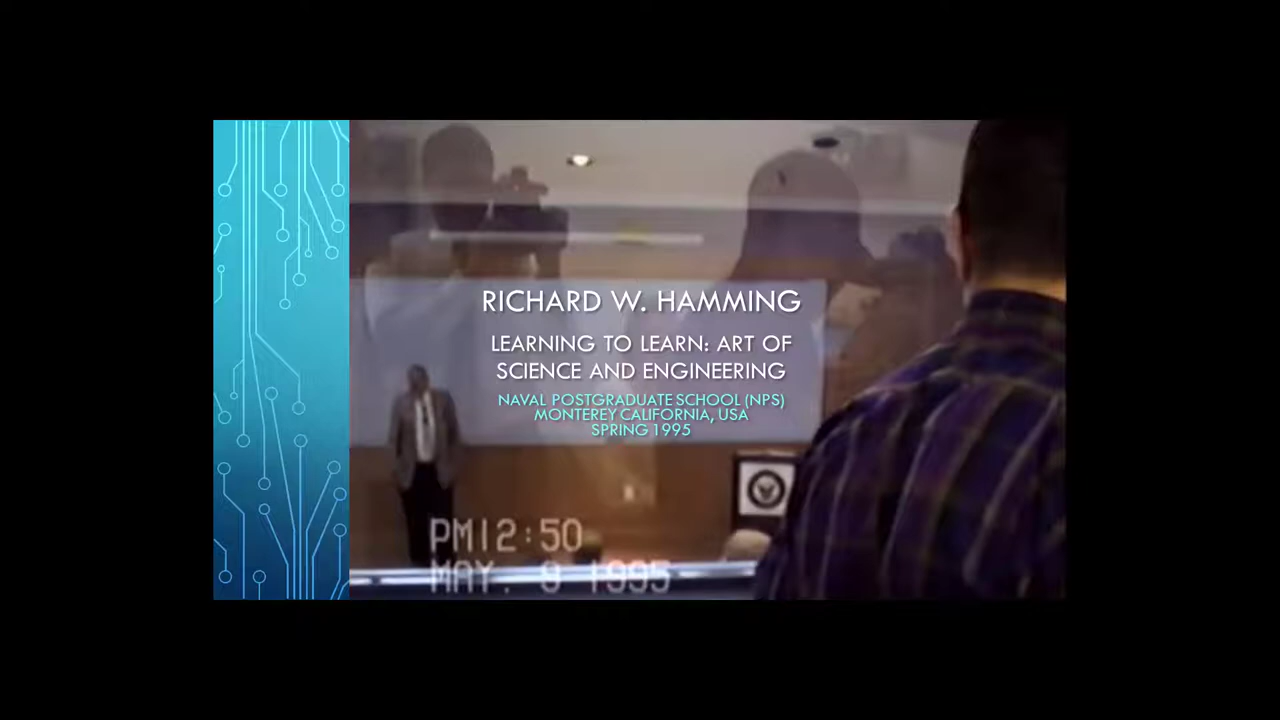 RICHARD W. HAMMING
LEARNING TO LEARN: ART OF
SCIENCE AND ENGINEERING
NAVAL POSTGRADUATE SCHOOL (NPS)
MONTEREY CALIFORNIA, USA
SPRING 1995
PM12:50
MAY. 9 1995